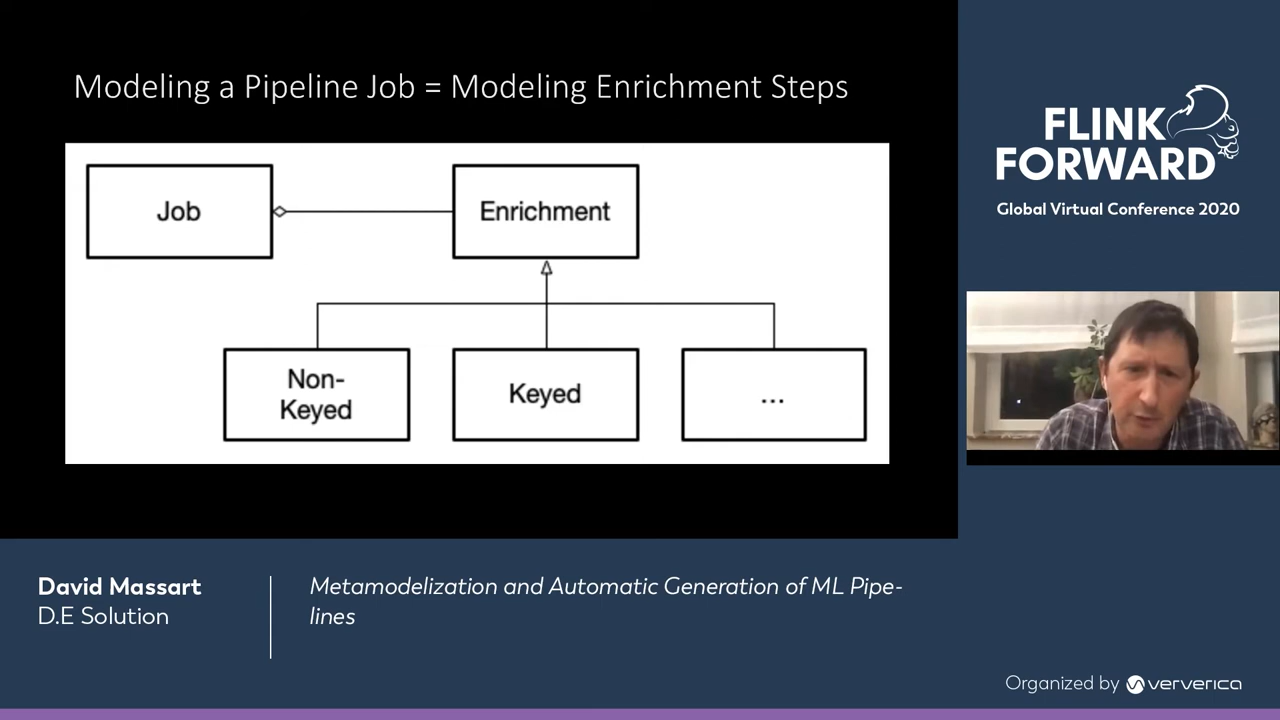 Modeling a Pipeline Job = Modeling Enrichment Steps
Job
Enrichment
Non-
Keyed
Keyed
...
FLINK
FORWARD
Global Virtual Conference 2020
David Massart
D.E Solution
Metamodelization and Automatic Generation of ML Pipe-
lines
Organized by ververica